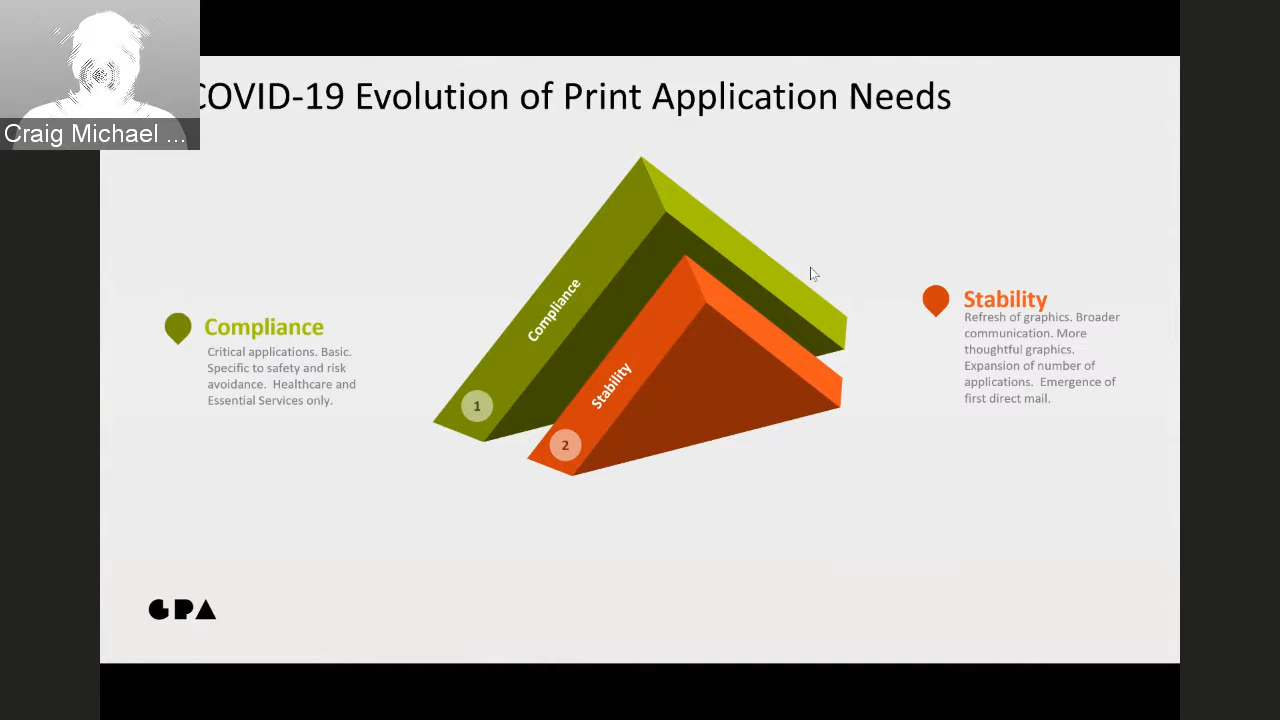 Craig Michael ...
COVID-19 Evolution of Print Application Needs
Compliance
Critical applications. Basic.
Specific to safety and risk
avoidance. Healthcare and
Essential Services only.
Compliance
1
Stability
2
Stability
Refresh of graphics. Broader
communication. More
thoughtful graphics.
Expansion of number of
applications. Emergence of
first direct mail.
GPA